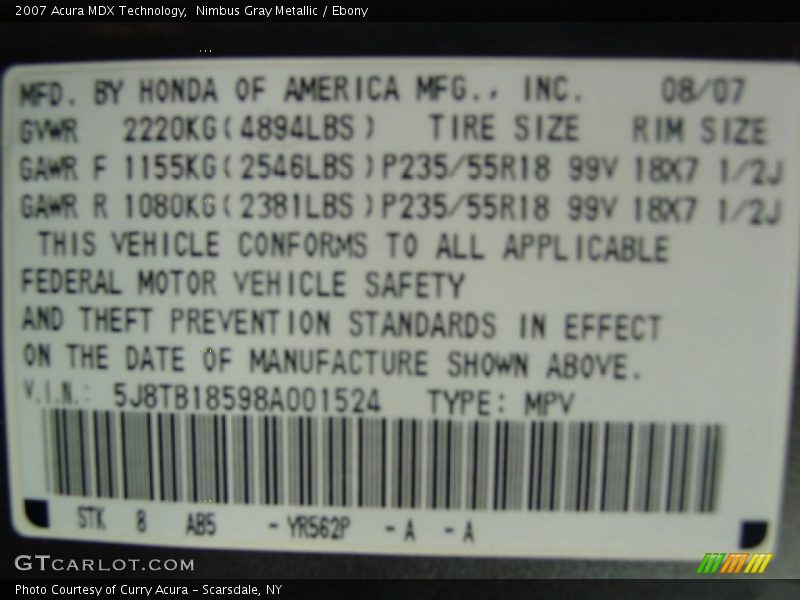 2007 Acura MDX Technology,  Nimbus Gray Metallic / Ebony
MFD. BY HONDA OF AMERICA MFG., INC. 08/07
GVWR 2220KG(4894LBS) TIRE SIZE RIM SIZE
GAWR F 1155KG(2546LBS)P235/55R18 99V 18X7 1/2J
GAWR R 1080KG(2381LBS)P235/55R18 99V 18X7 1/2J
THIS VEHICLE CONFORMS TO ALL APPLICABLE
FEDERAL MOTOR VEHICLE SAFETY
AND THEFT PREVENTION STANDARDS IN EFFECT
ON THE DATE OF MANUFACTURE SHOWN ABOVE.
V.I.N.: 5J8TB18598A001524 TYPE: MPV
STK 8 AB5 -YR562P -A -A
GTCARLOT.COM
Photo Courtesy of Curry Acura - Scarsdale, NY